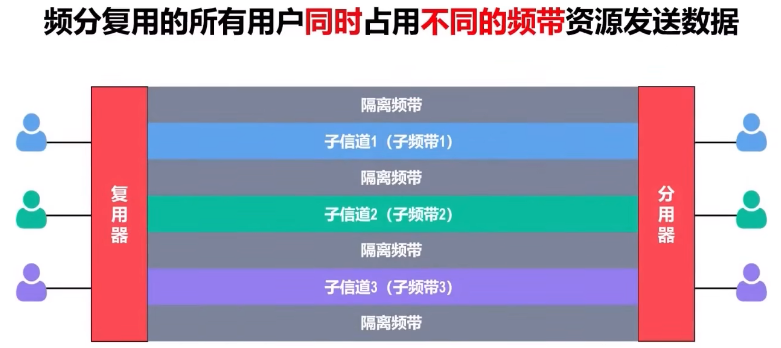 频分复用的所有用户同时占用不同的频带资源发送数据
隔离频带
子信道1（子频带1）
隔离频带
复用器
分用器
子信道2（子频带2）
隔离频带
子信道3（子频带3）
隔离频带